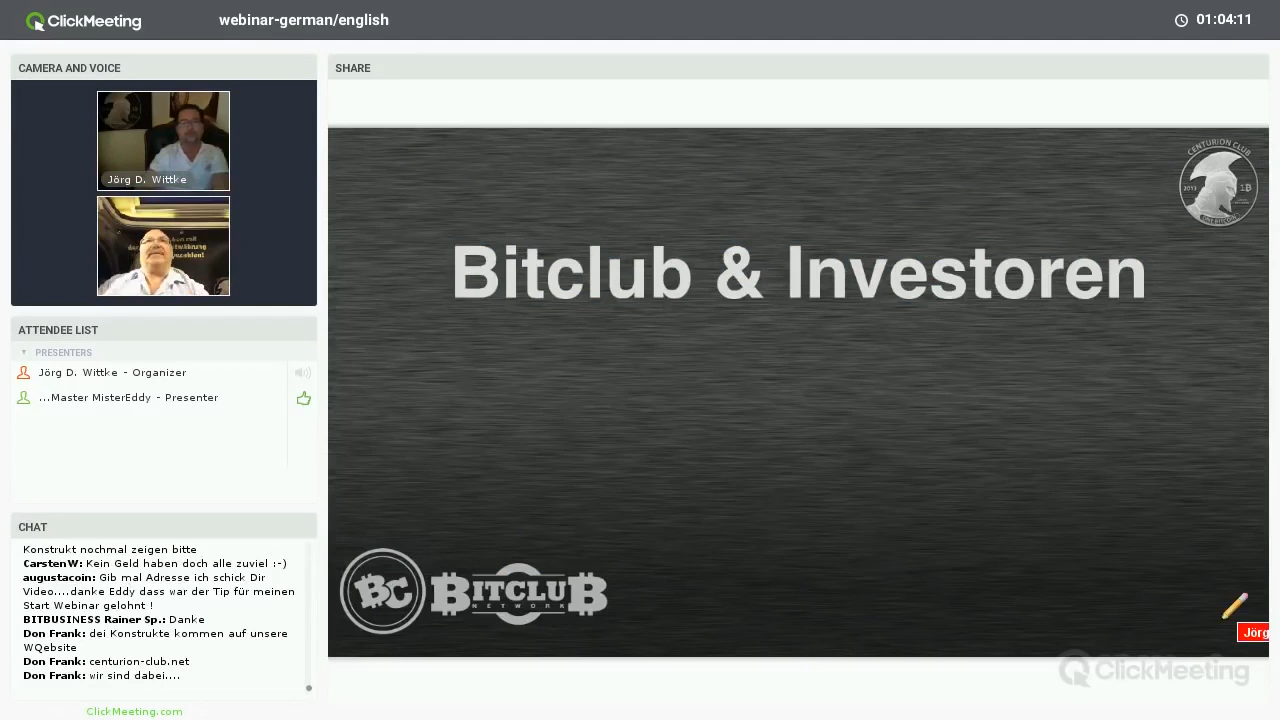 ClickMeeting
webinar-german/english
01:04:11
CAMERA AND VOICE
Jörg D. Wittke
ATTENDEE LIST
PRESENTERS
Jörg D. Wittke - Organizer
...Master MisterEddy - Presenter
CHAT
Konstrukt nochmal zeigen bitte
CarstenW: Kein Geld haben doch alle zuviel :-)
augustacoin: Gib mal Adresse ich schick Dir
Video....danke Eddy dass war der Tip für meinen
Start Webinar gelohnt !
BITBUSINESS Rainer Sp.: Danke
Don Frank: dei Konstrukte kommen auf unsere
WQebsite
Don Frank: centurion-club.net
Don Frank: wir sind dabei....
ClickMeeting.com
SHARE
CENTURION CLUB
Bitclub & Investoren
BC
BITCLUB
NETWORK
Jörg
ClickMeeting